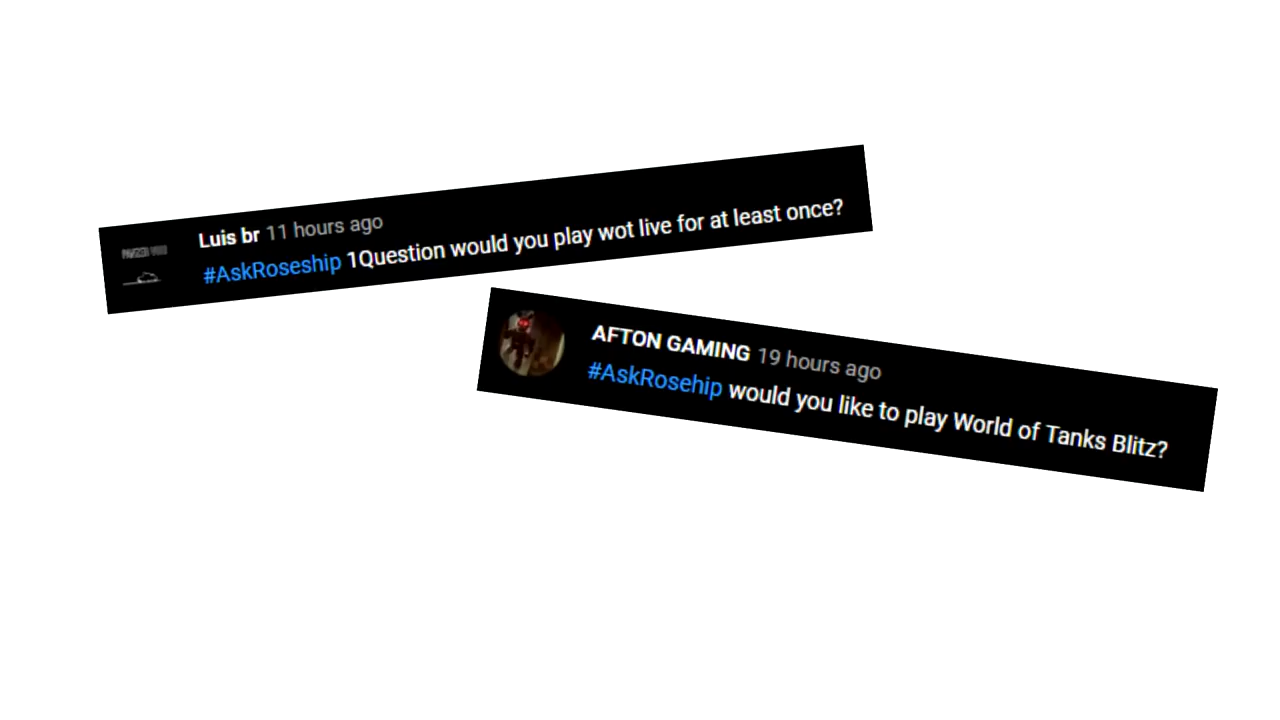 Luis br 11 hours ago
#AskRoseship 1Question would you play wot live for at least once?
AFTON GAMING 19 hours ago
#AskRosehip would you like to play World of Tanks Blitz?